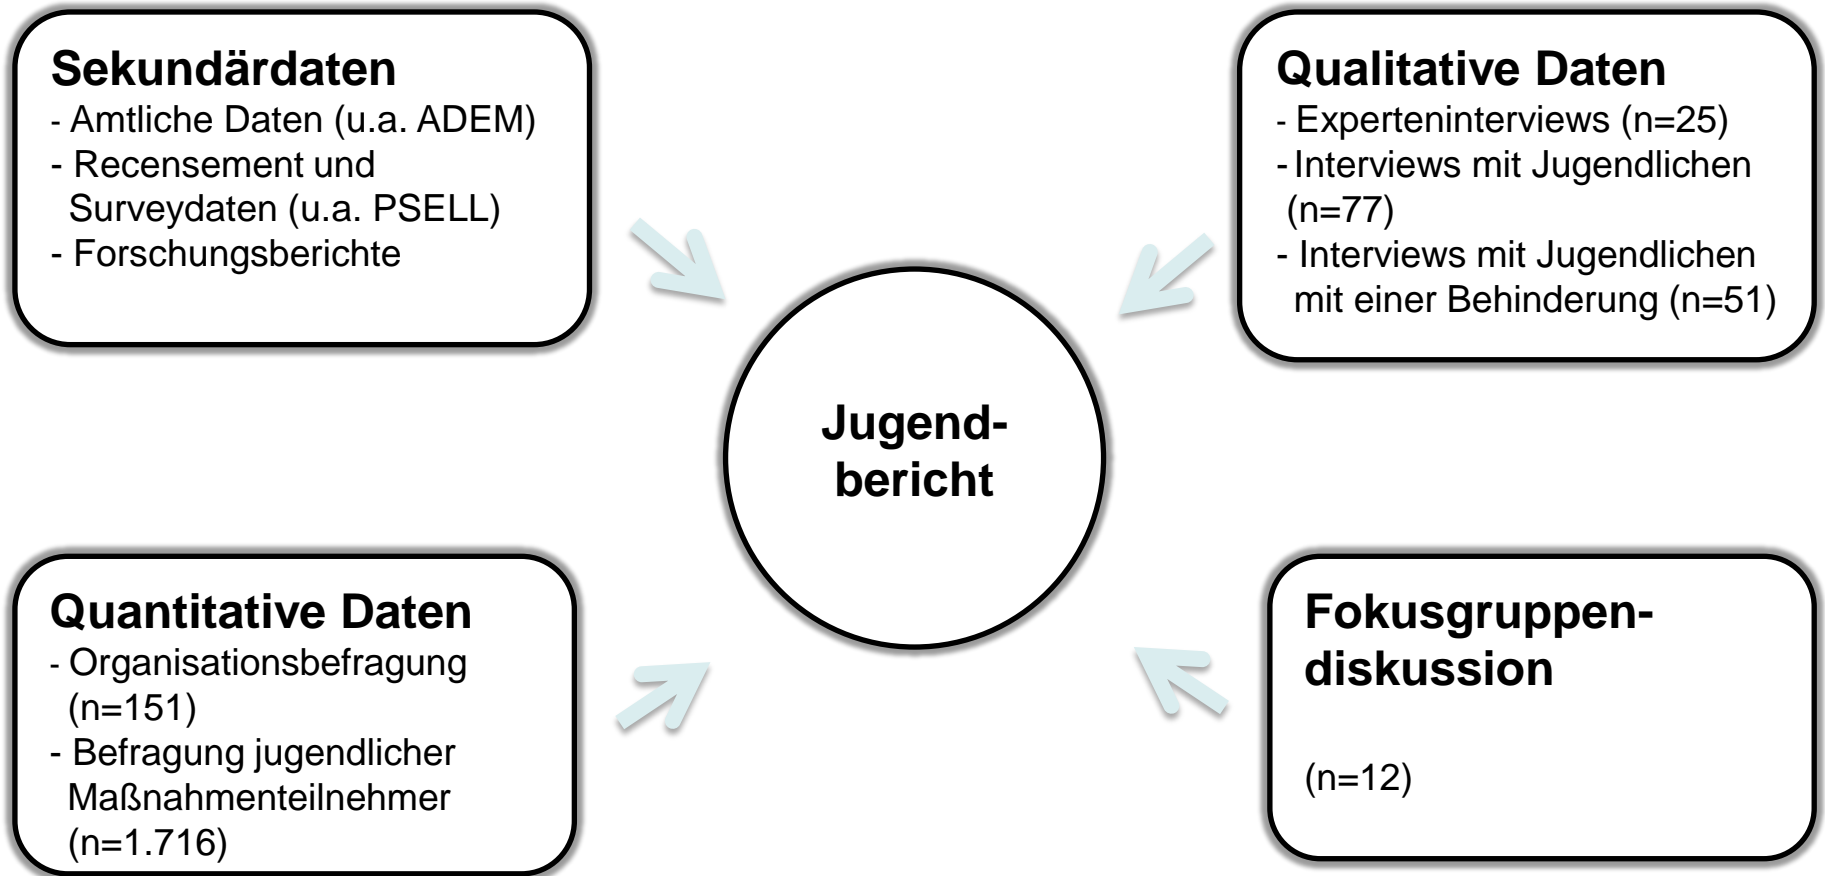 Sekundärdaten
- Amtliche Daten (u.a. ADEM)
- Recensement und
Surveydaten (u.a. PSELL)
- Forschungsberichte
Qualitative Daten
- Experteninterviews (n=25)
- Interviews mit Jugendlichen
(n=77)
- Interviews mit Jugendlichen
mit einer Behinderung (n=51)
Jugend-
bericht
Quantitative Daten
- Organisationsbefragung
(n=151)
- Befragung jugendlicher
Maßnahmenteilnehmer
(n=1.716)
Fokusgruppen-
diskussion
(n=12)